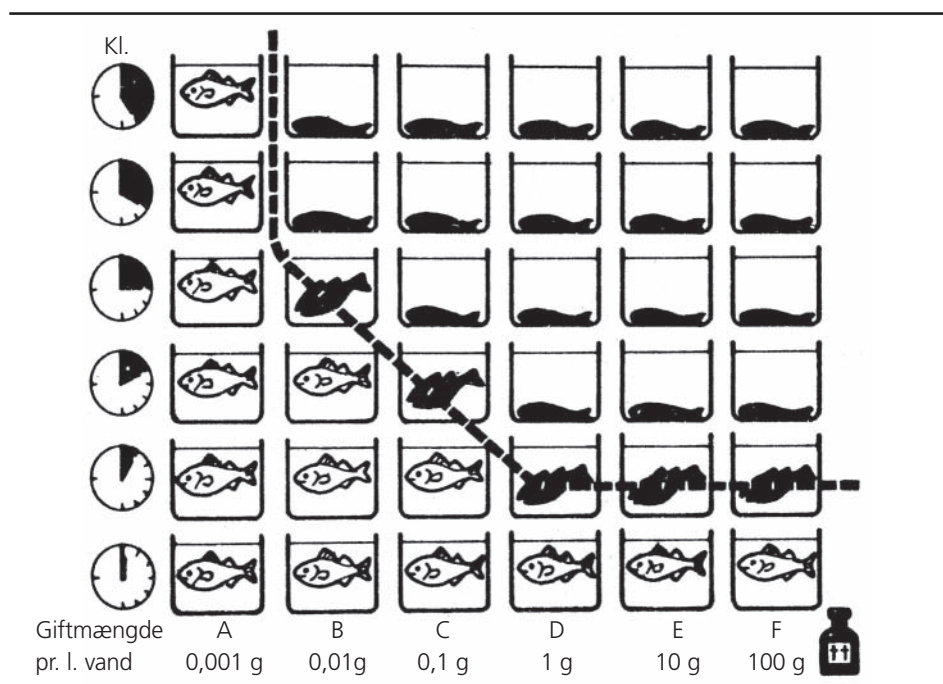 Kl.
Giftmængde A B C D E F
pr. l. vand 0,001 g 0,01g 0,1 g 1 g 10 g 100 g